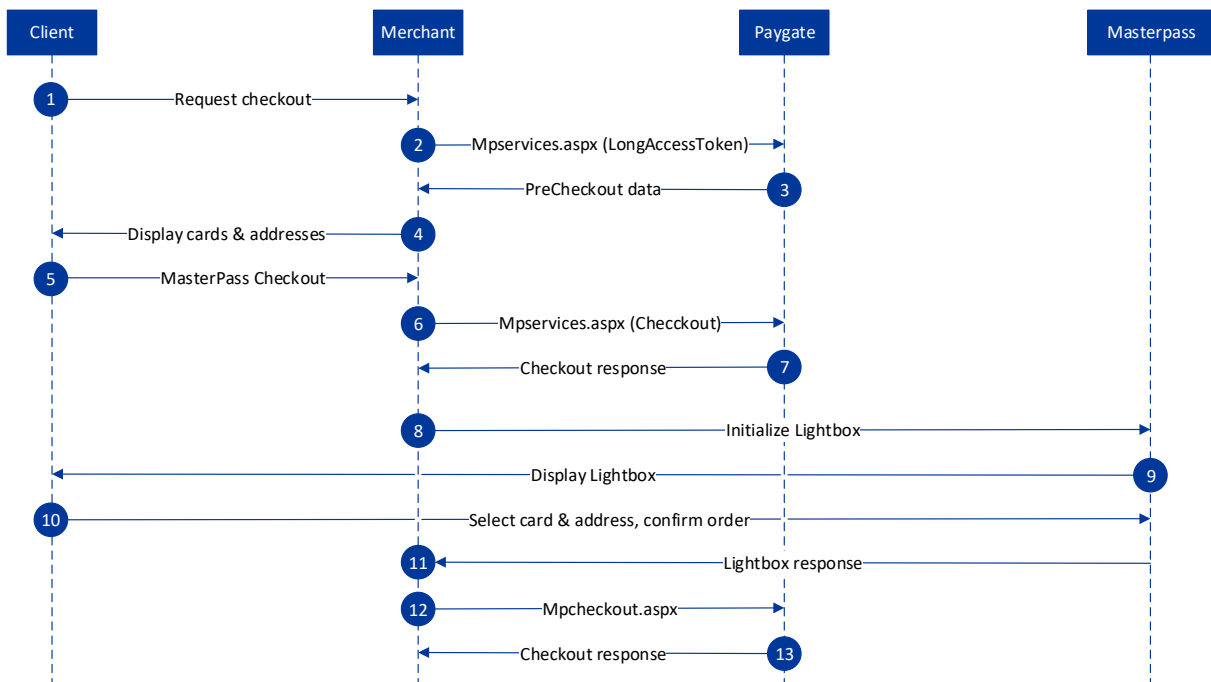 Client
Merchant
Paygate
Masterpass
1
Request checkout
2
Mpservices.aspx (LongAccessToken)
PreCheckout data
3
Display cards & addresses
4
5
MasterPass Checkout
6
Mpservices.aspx (Checckout)
Checkout response
7
8
Initialize Lightbox
Display Lightbox
9
10
Select card & address, confirm order
11
Lightbox response
12
Mpcheckout.aspx
Checkout response
13